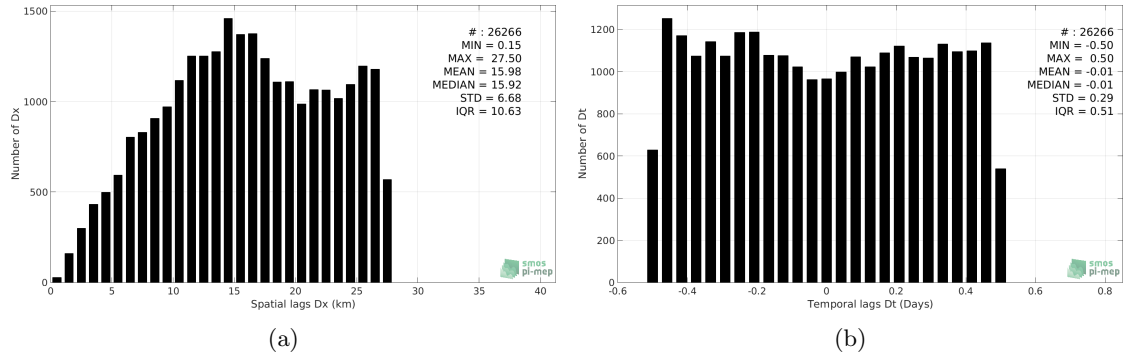 1500
1000
500
0
Number of Dx
# : 26266
MIN = 0.15
MAX = 27.50
MEAN = 15.98
MEDIAN = 15.92
STD = 6.68
IQR = 10.63
smos
pi-mep
0 5 10 15 20 25 30 35 40
Spatial lags Dx (km)
(a)
1200
1000
800
600
400
200
0
Number of Dt
# : 26266
MIN = -0.50
MAX = 0.50
MEAN = -0.01
MEDIAN = -0.01
STD = 0.29
IQR = 0.51
smos
pi-mep
-0.6 -0.4 -0.2 0 0.2 0.4 0.6 0.8
Temporal lags Dt (Days)
(b)